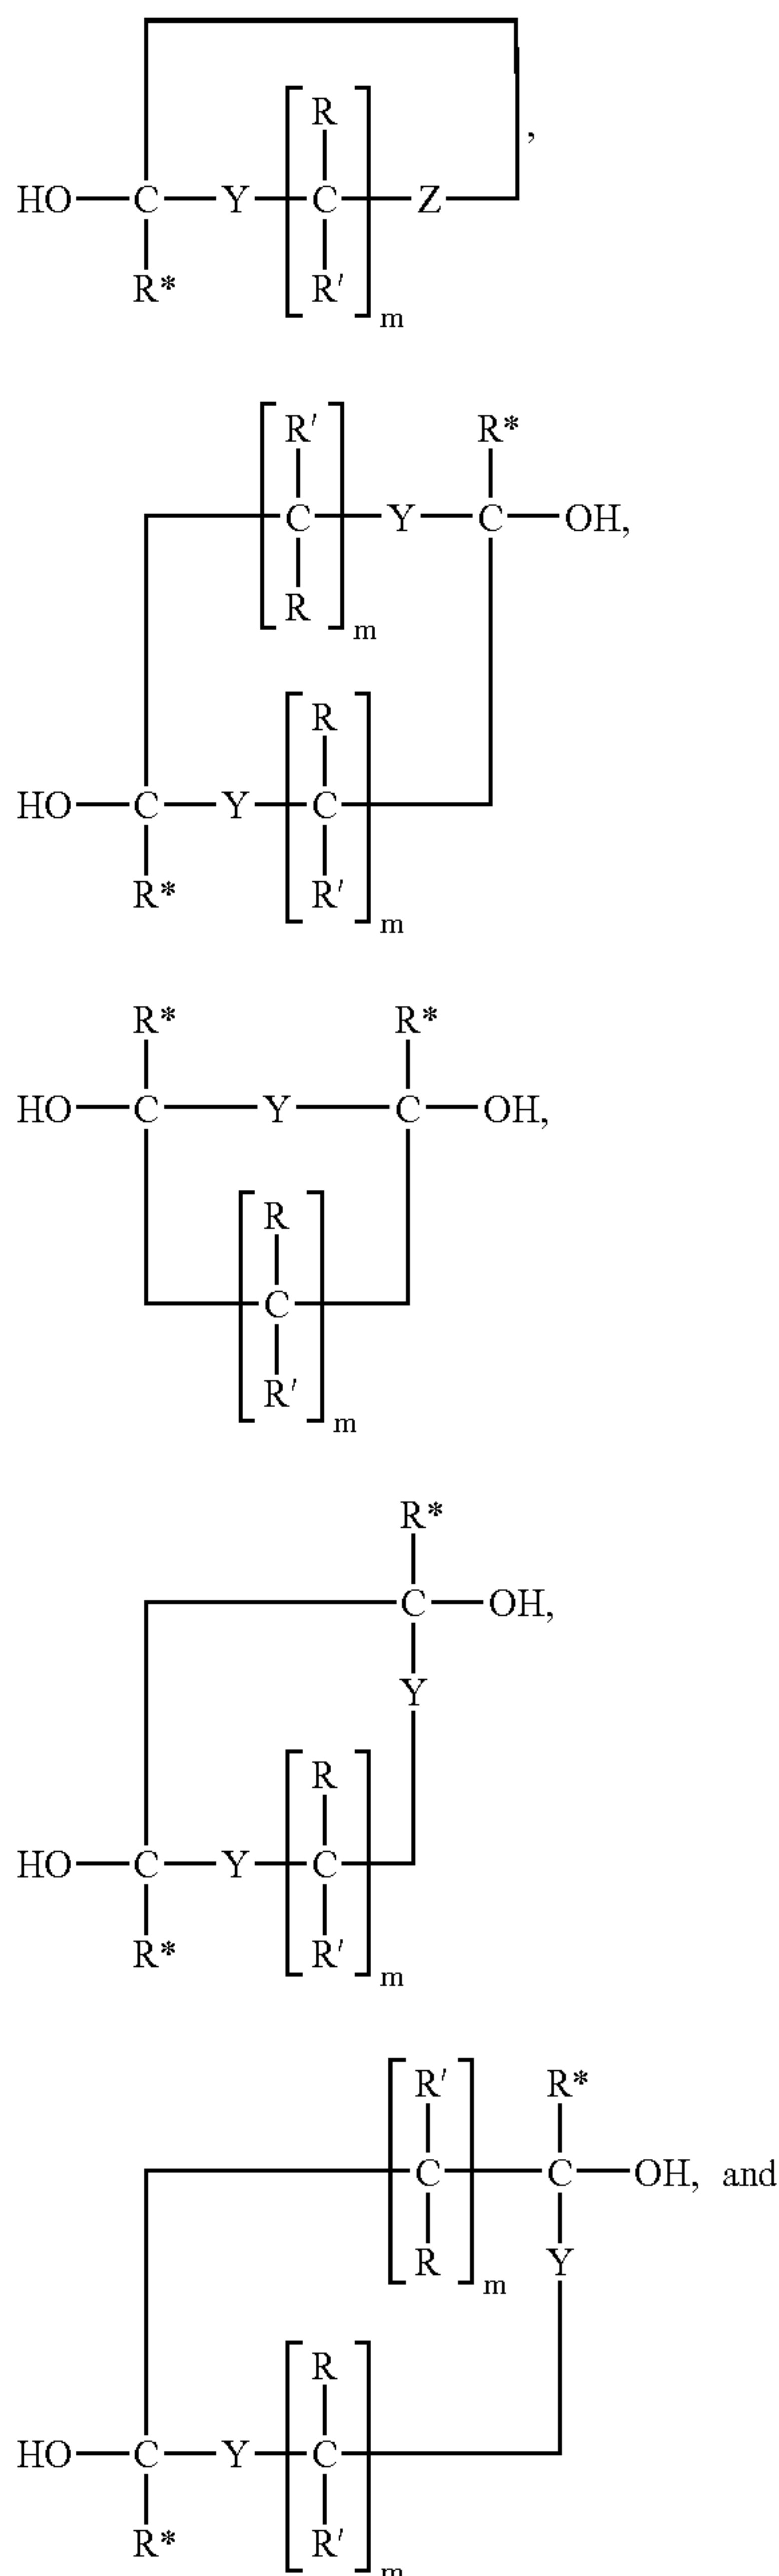 R
HO—C—Y—C—Z ,
R* R' m
R' R*
C—Y—C—OH,
R m
R
HO—C—Y—C
R* R' m
R* R*
HO—C—Y—C—OH,
R
C
R' m
R*
C—OH,
Y
R
HO—C—Y—C
R* R' m
R' R*
C—C—OH, and
R m Y
R
HO—C—Y—C
R* R' m